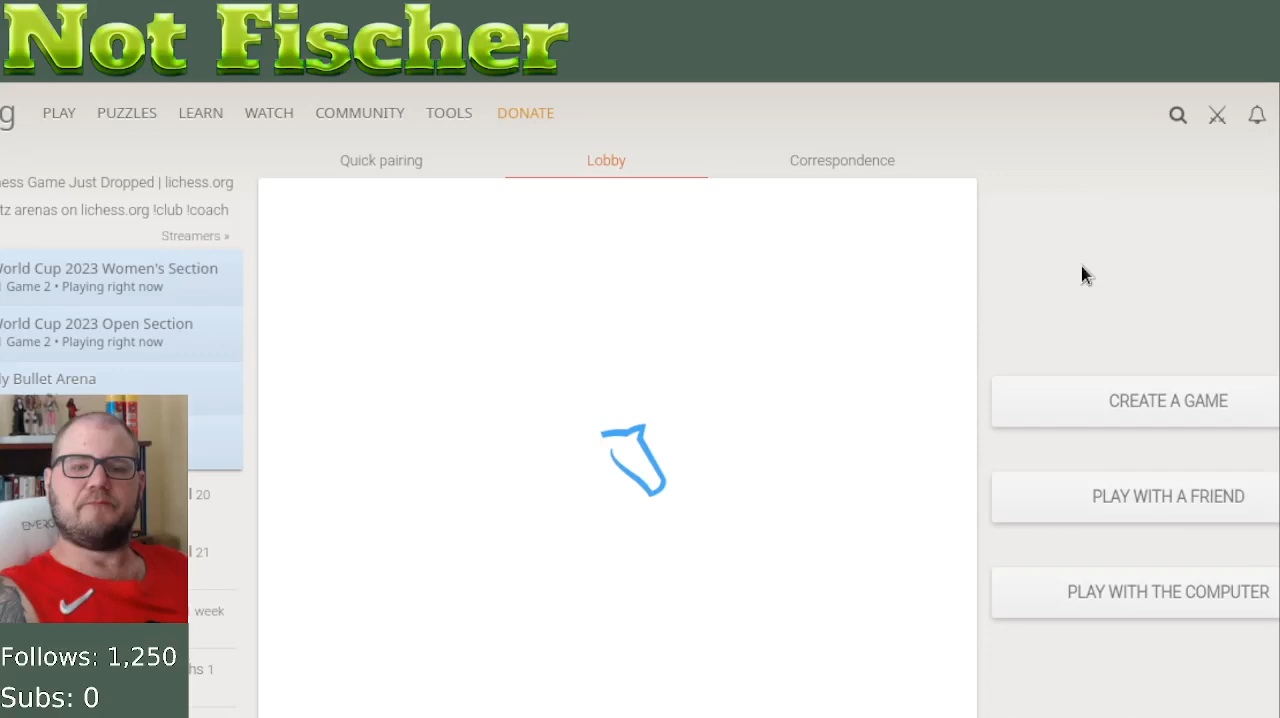 Not Fischer
g PLAY PUZZLES LEARN WATCH COMMUNITY TOOLS DONATE
Quick pairing Lobby Correspondence
ess Game Just Dropped | lichess.org
tz arenas on lichess.org !club !coach
Streamers »
World Cup 2023 Women's Section
Game 2 • Playing right now
World Cup 2023 Open Section
Game 2 • Playing right now
ly Bullet Arena
CREATE A GAME
PLAY WITH A FRIEND
PLAY WITH THE COMPUTER
20
21
week
hs 1
Follows: 1,250
Subs: 0